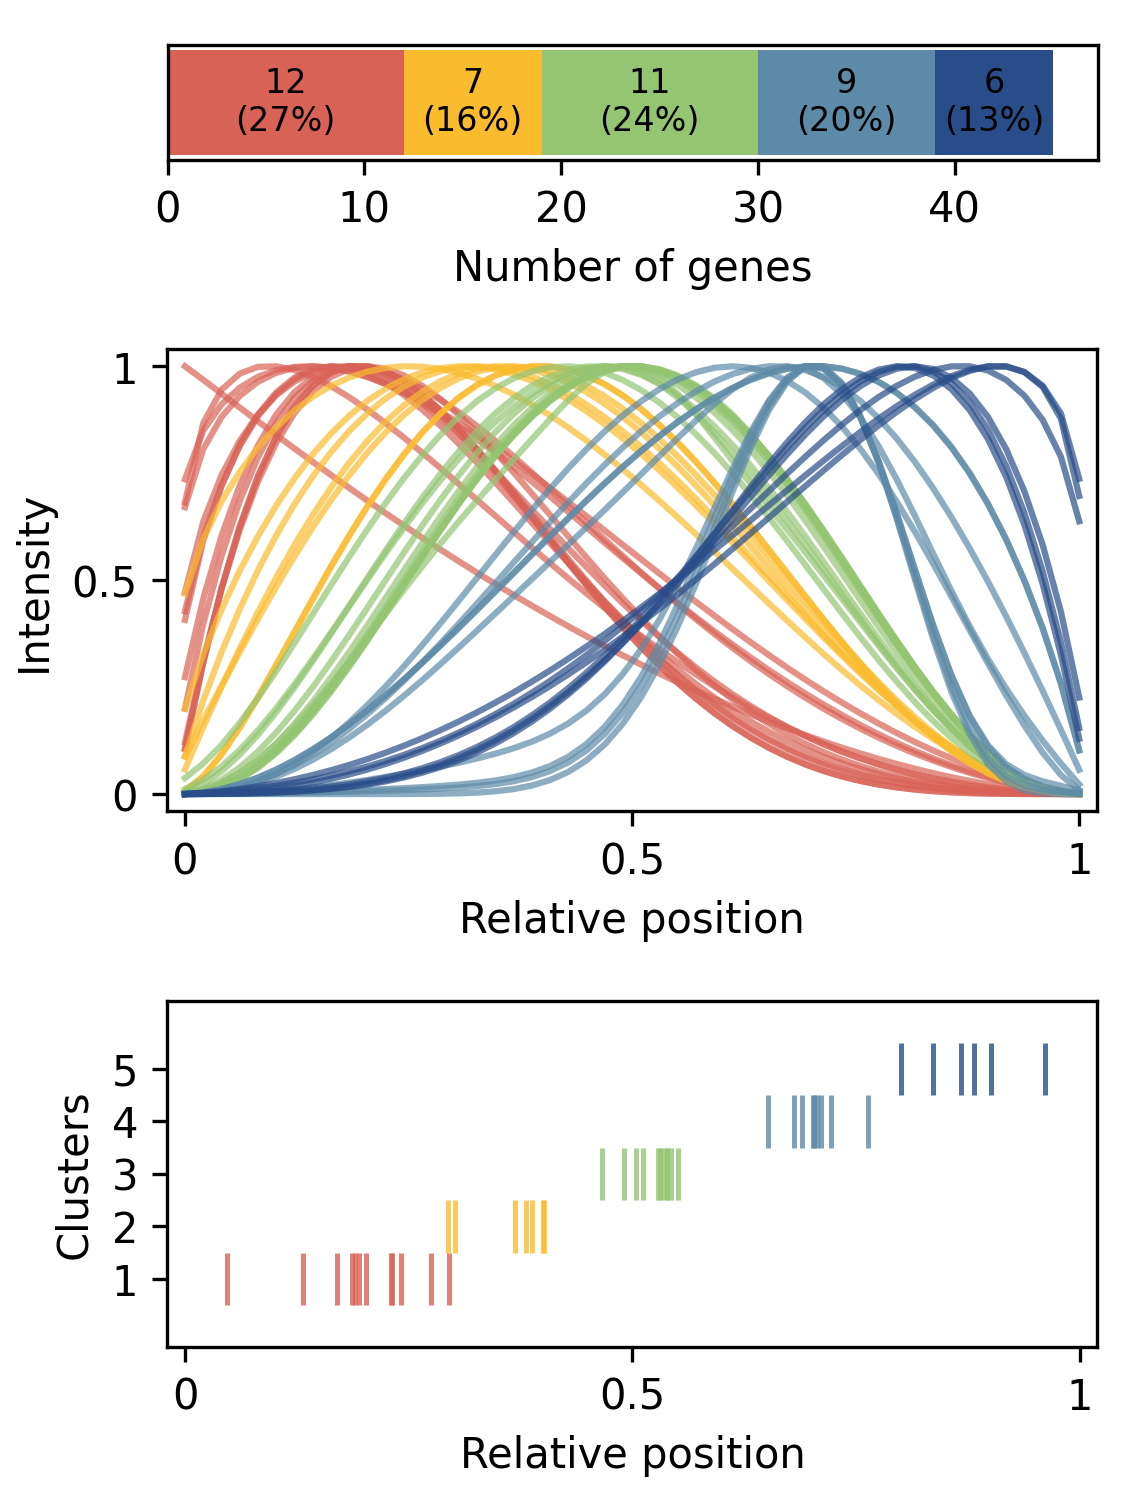 12 7 11 9 6
(27%) (16%) (24%) (20%) (13%)
0 10 20 30 40
Number of genes
1
0.5
0
Intensity
0 0.5 1
Relative position
5
4
3
2
1
Clusters
0 0.5 1
Relative position